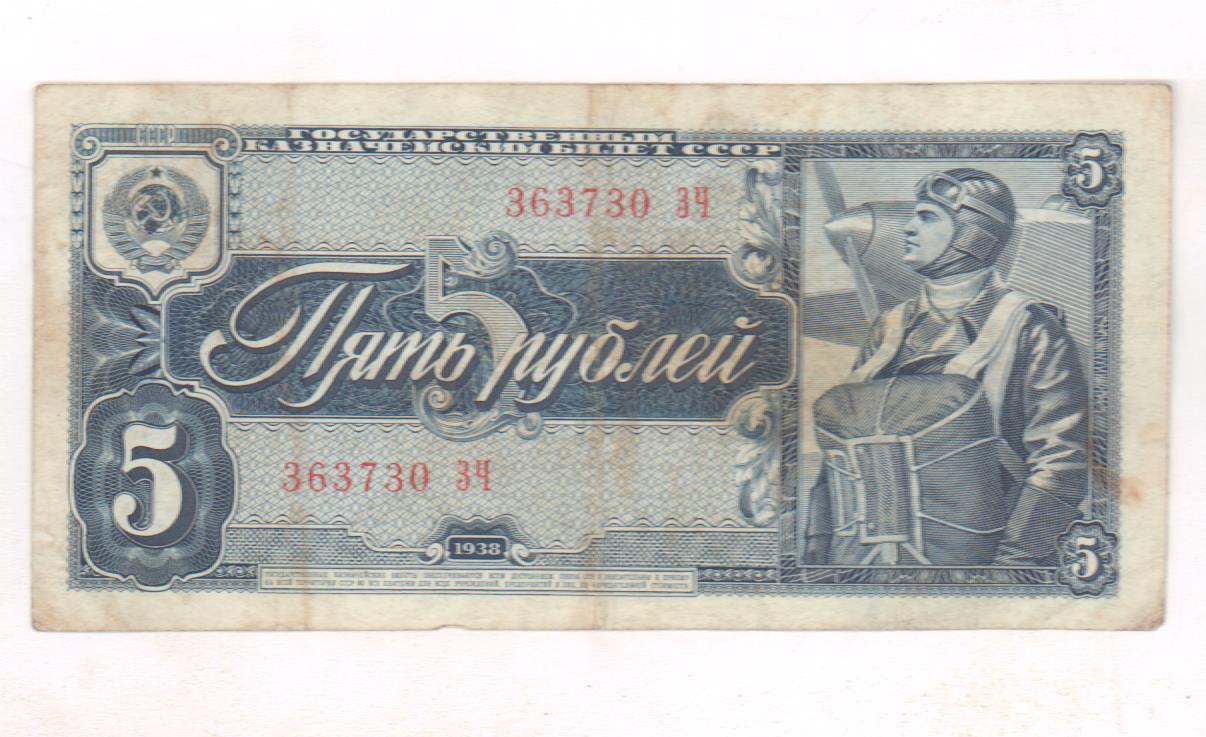 СССР
ГОСУДАРСТВЕННЫЙ
КАЗНАЧЕЙСКИЙ БИЛЕТ СССР
5
363730 ЗЧ
5
Пять рублей
5
363730 ЗЧ
1938
5